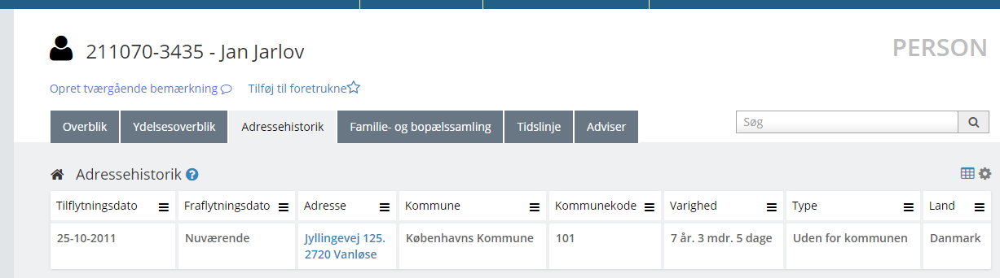 211070-3435 - Jan Jarlov
PERSON
Opret tværgående bemærkning Tilføj til foretrukne
Overblik Ydelsesoverblik Adressehistorik Familie- og bopælssamling Tidslinje Adviser
Søg
Adressehistorik ?
Tilflytningsdato Fraflytningsdato Adresse Kommune Kommunekode Varighed Type Land
25-10-2011 Nuværende Jyllingevej 125. Københavns Kommune 101 7 år. 3 mdr. 5 dage Uden for kommunen Danmark
2720 Vanløse